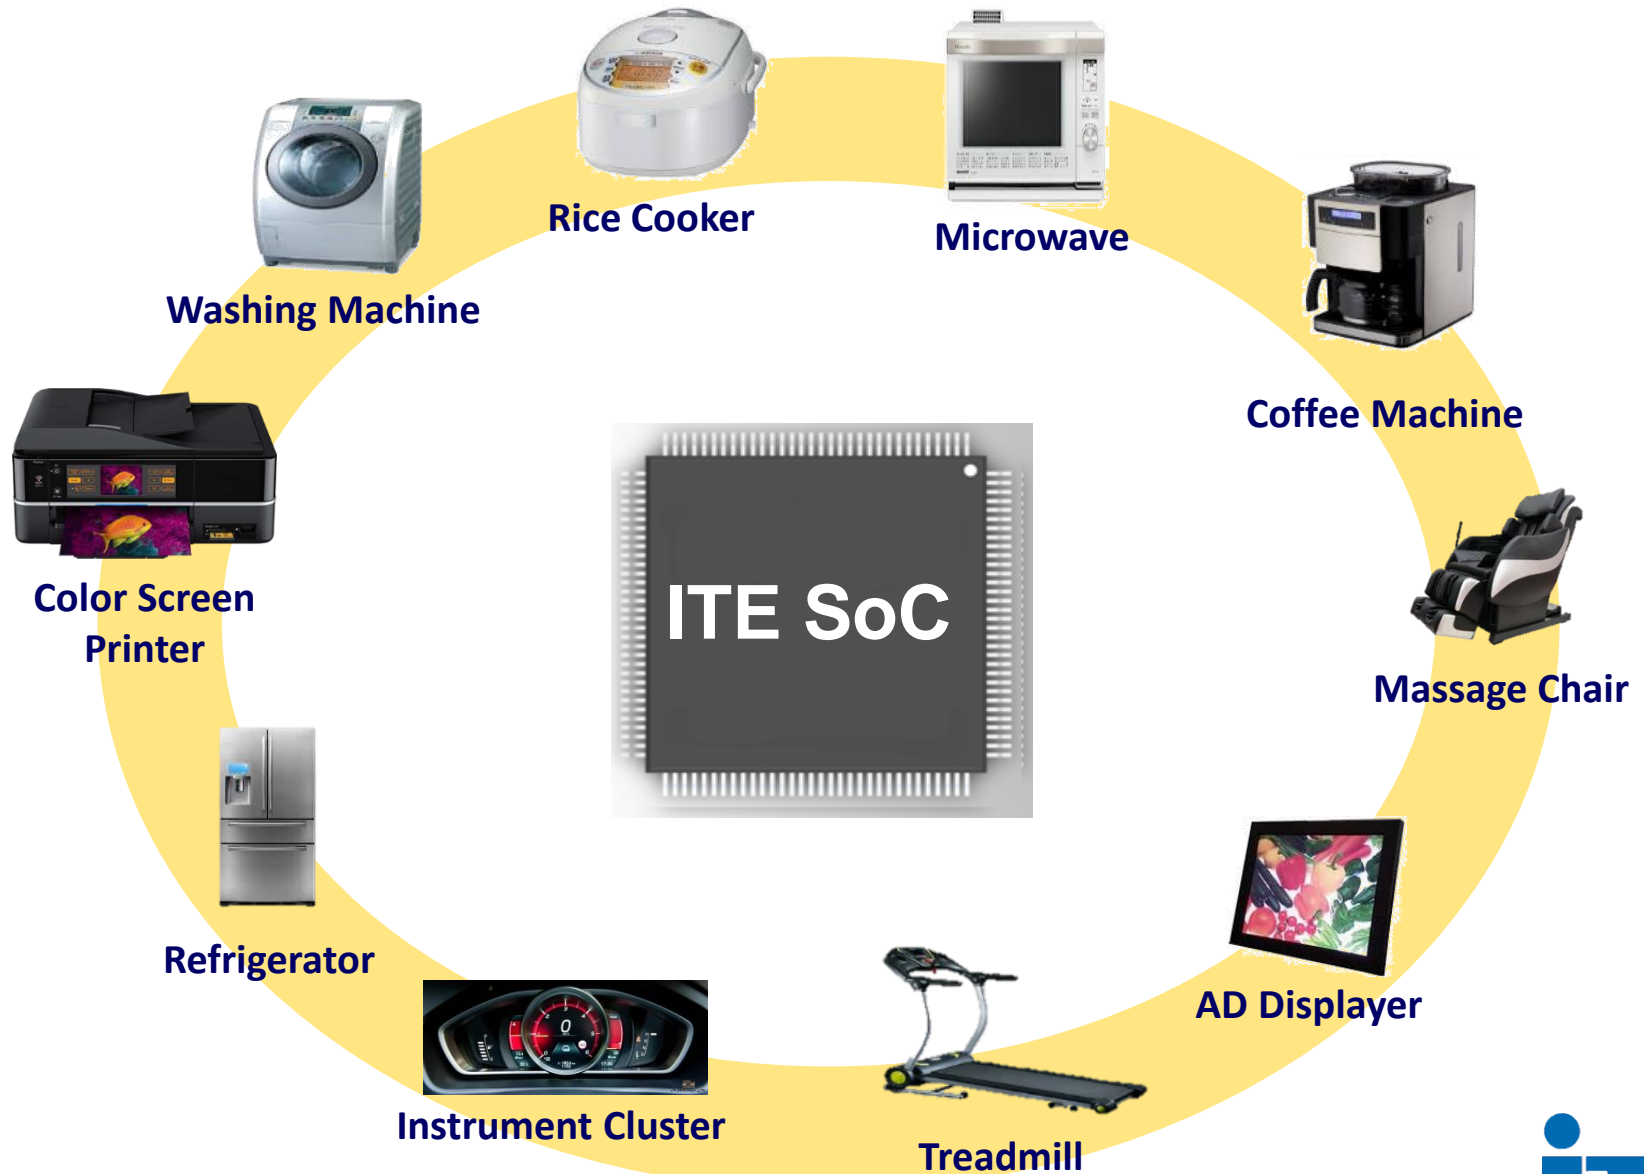 Rice Cooker
Microwave
Washing Machine
Coffee Machine
Color Screen
Printer
ITE SoC
Massage Chair
Refrigerator
AD Displayer
Instrument Cluster
Treadmill